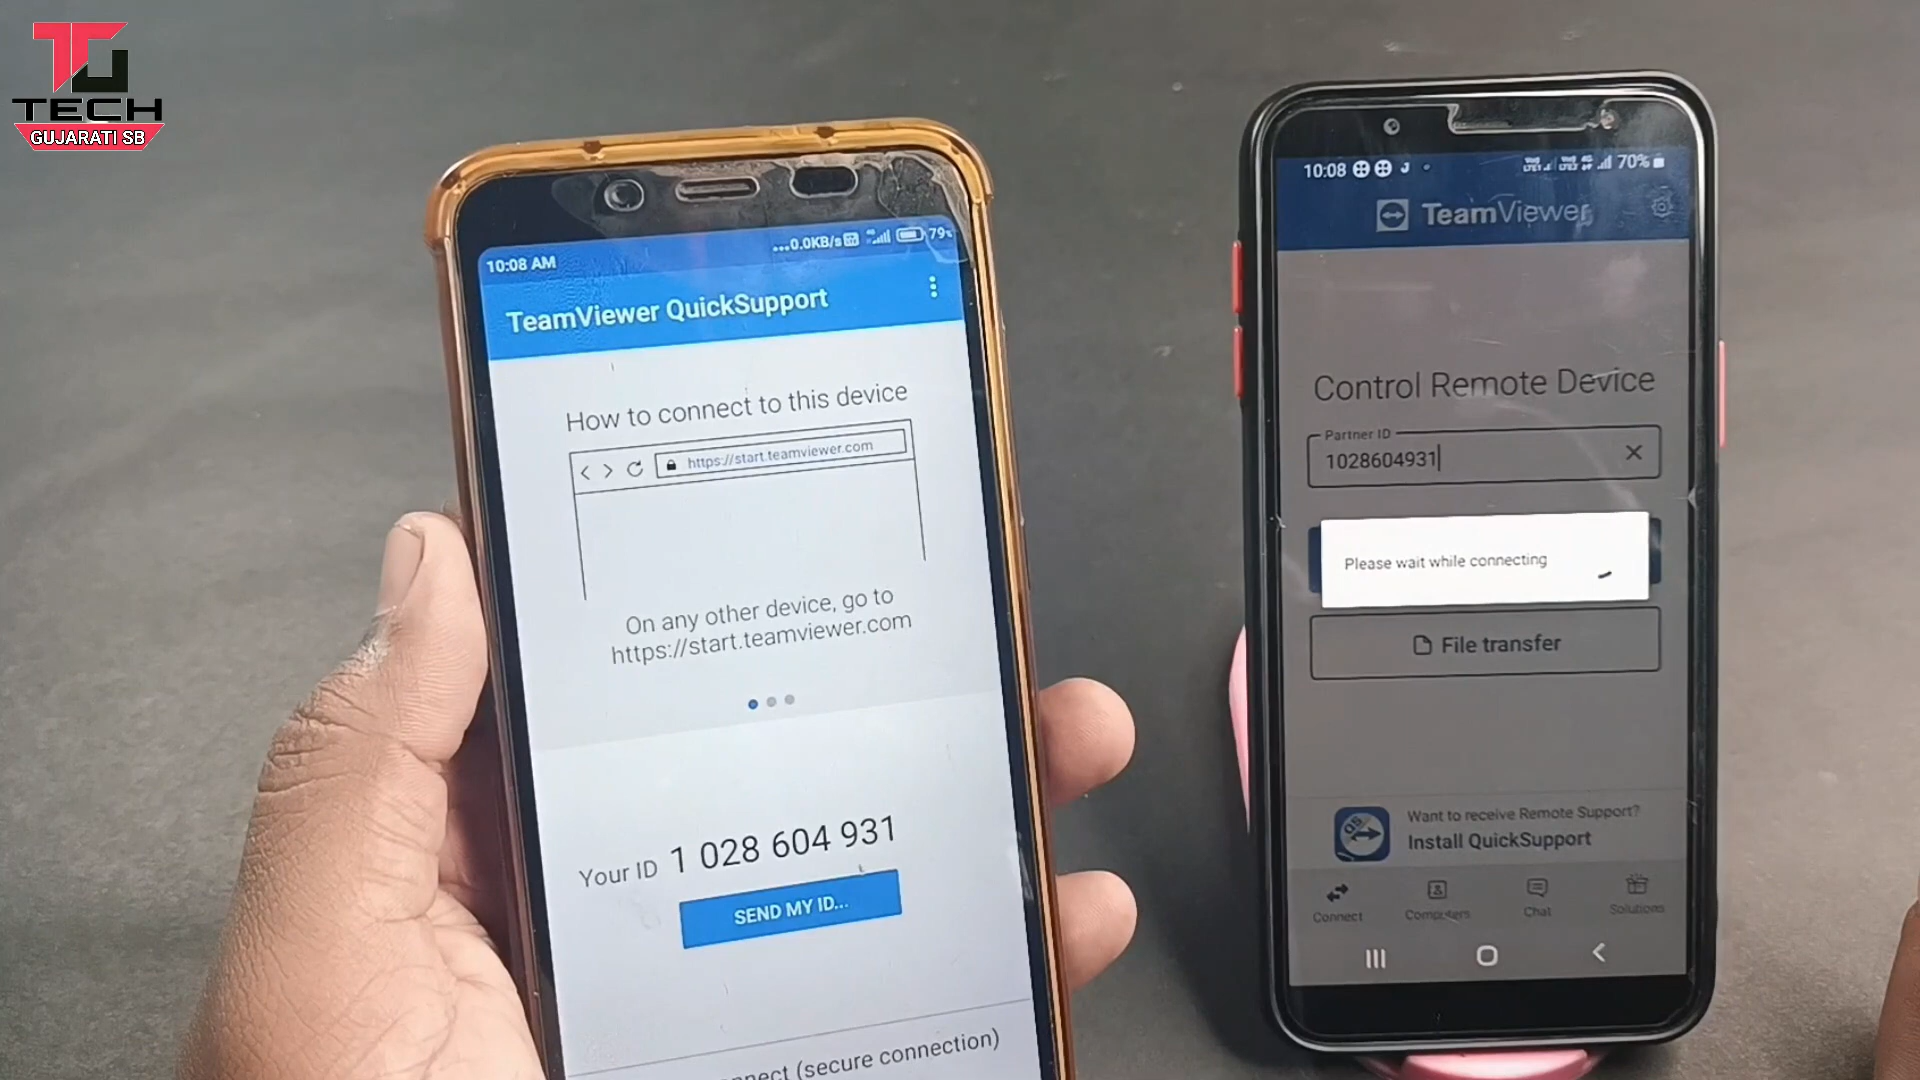 TECH
GUJARATI SB
10:08 AM
...0.0KB/s
79%
TeamViewer QuickSupport
How to connect to this device
https://start.teamviewer.com
On any other device, go to
https://start.teamviewer.com
Your ID 1 028 604 931
SEND MY ID...
(secure connection)
10:08
70%
TeamViewer
Control Remote Device
Partner ID
1028604931
Please wait while connecting
File transfer
QS
Want to receive Remote Support?
Install QuickSupport
Connect
Computers
Chat
Solutions